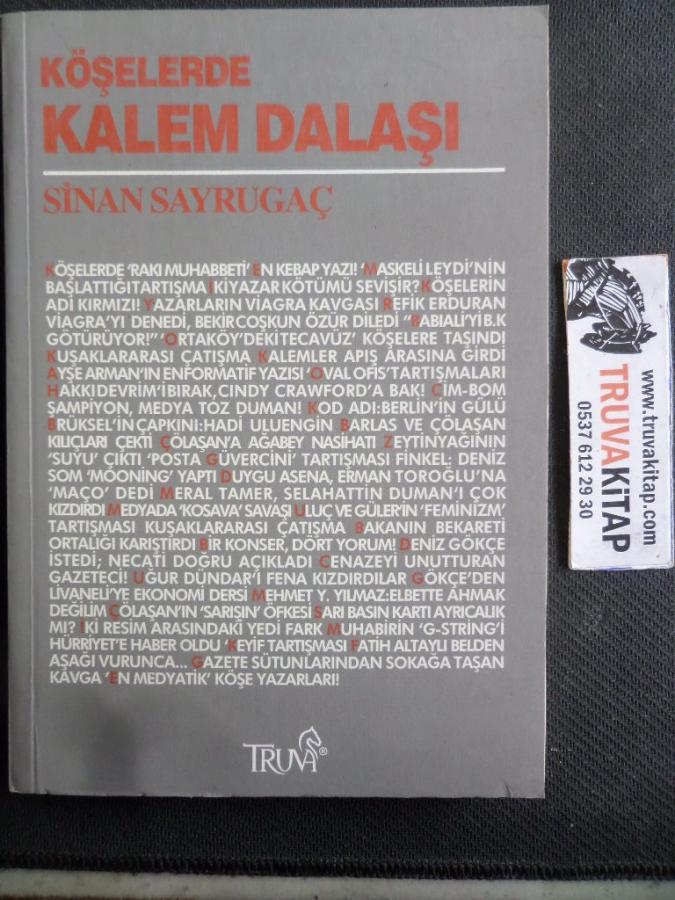 KÖŞELERDE
KALEM DALAŞI
SİNAN SAYRUGAÇ
KÖŞELERDE 'RAKI MUHABBETİ' EN KEBAP YAZI! 'MASKELİ LEYDİ'NİN
BAŞLATTIĞI TARTIŞMA İKİ YAZAR KÖTÜ MÜ SEVİŞİR? KÖŞELERİN
ADI KIRMIZI! YAZARLARIN VIAGRA KAVGASI REFİK ERDURAN
VIAGRA'YI DENEDİ, BEKİR COŞKUN ÖZÜR DİLEDİ "BABIALİ'Yİ B.K
GÖTÜRÜYOR!" 'ORTAKÖY'DEKİ TECAVÜZ' KÖŞELERE TAŞINDI
KUŞAKLARARASI ÇATIŞMA KALEMLER APIŞ ARASINA GİRDİ
AYŞE ARMAN'IN ENFORMATİF YAZISI 'OVAL OFİS' TARTIŞMALARI
HAKKI DEVRİM'İ BIRAK, CINDY CRAWFORD'A BAK! CİM-BOM
ŞAMPİYON, MEDYA TOZ DUMAN! KOD ADI:BERLİN'İN GÜLÜ
BRÜKSEL'İN ÇAPKINI: HADİ ULUENGİN BARLAS VE ÇÖLAŞAN
KILIÇLARI ÇEKTİ ÇÖLAŞAN'A AĞABEY NASİHATI ZEYTİNYAĞININ
'SUYU' ÇIKTI 'POSTA GÜVERCİNİ' TARTIŞMASI FİNKEL: DENİZ
SOM 'MOONING' YAPTI DUYGU ASENA, ERMAN TOROĞLU'NA
'MAÇO' DEDİ MERAL TAMER, SELAHATTİN DUMAN'I ÇOK
KIZDIRDI MEDYADA 'KOSOVA' SAVAŞI ULUÇ VE GÜLER'İN 'FEMİNİZM'
TARTIŞMASI KUŞAKLARARASI ÇATIŞMA BAKANIN BEKARETİ
ORTALIĞI KARIŞTIRDI BİR KONSER, DÖRT YORUM! DENİZ GÖKÇE
İSTEDİ; NECATİ DOĞRU AÇIKLADI CENAZEYİ UNUTTURAN
GAZETECİ! UĞUR DÜNDAR'I FENA KIZDIRDILAR GÖKÇE'DEN
LİVANELİ'YE EKONOMİ DERSİ MEHMET Y. YILMAZ:ELBETTE AHMAK
DEĞİLİM ÇÖLAŞAN'IN 'SARIŞIN' ÖFKESİ SARI BASIN KARTI AYRICALIK
MI? İKİ RESİM ARASINDAKİ YEDİ FARK MUHABİRİN 'G-STRING'İ
HÜRRİYET'E HABER OLDU 'KEYİF TARTIŞMASI FATİH ALTAYLI BELDEN
AŞAĞI VURUNCA... GAZETE SÜTUNLARINDAN SOKAĞA TAŞAN
KAVGA 'EN MEDYATİK' KÖŞE YAZARLARI!
TRUVA®
www.truvakitap.com
TRUVAKİTAP
0537 612 29 30